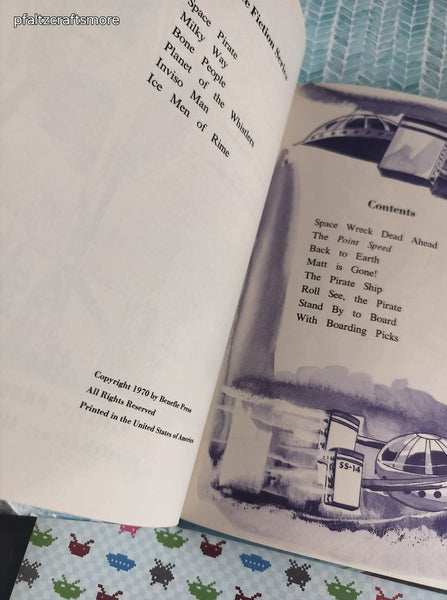 pfaltzcraftsmore
Fiction Series
Space Pirate
Milky Way
Bone People
Planet of the Whistlers
Inviso Man
Ice Men of Rime
Copyright 1970 by Benefic Press
All Rights Reserved
Printed in the United States of America
Contents
Space Wreck Dead Ahead
The Point Speed
Back to Earth
Matt is Gone!
The Pirate Ship
Roll See, the Pirate
Stand By to Board
With Boarding Picks
SS-14